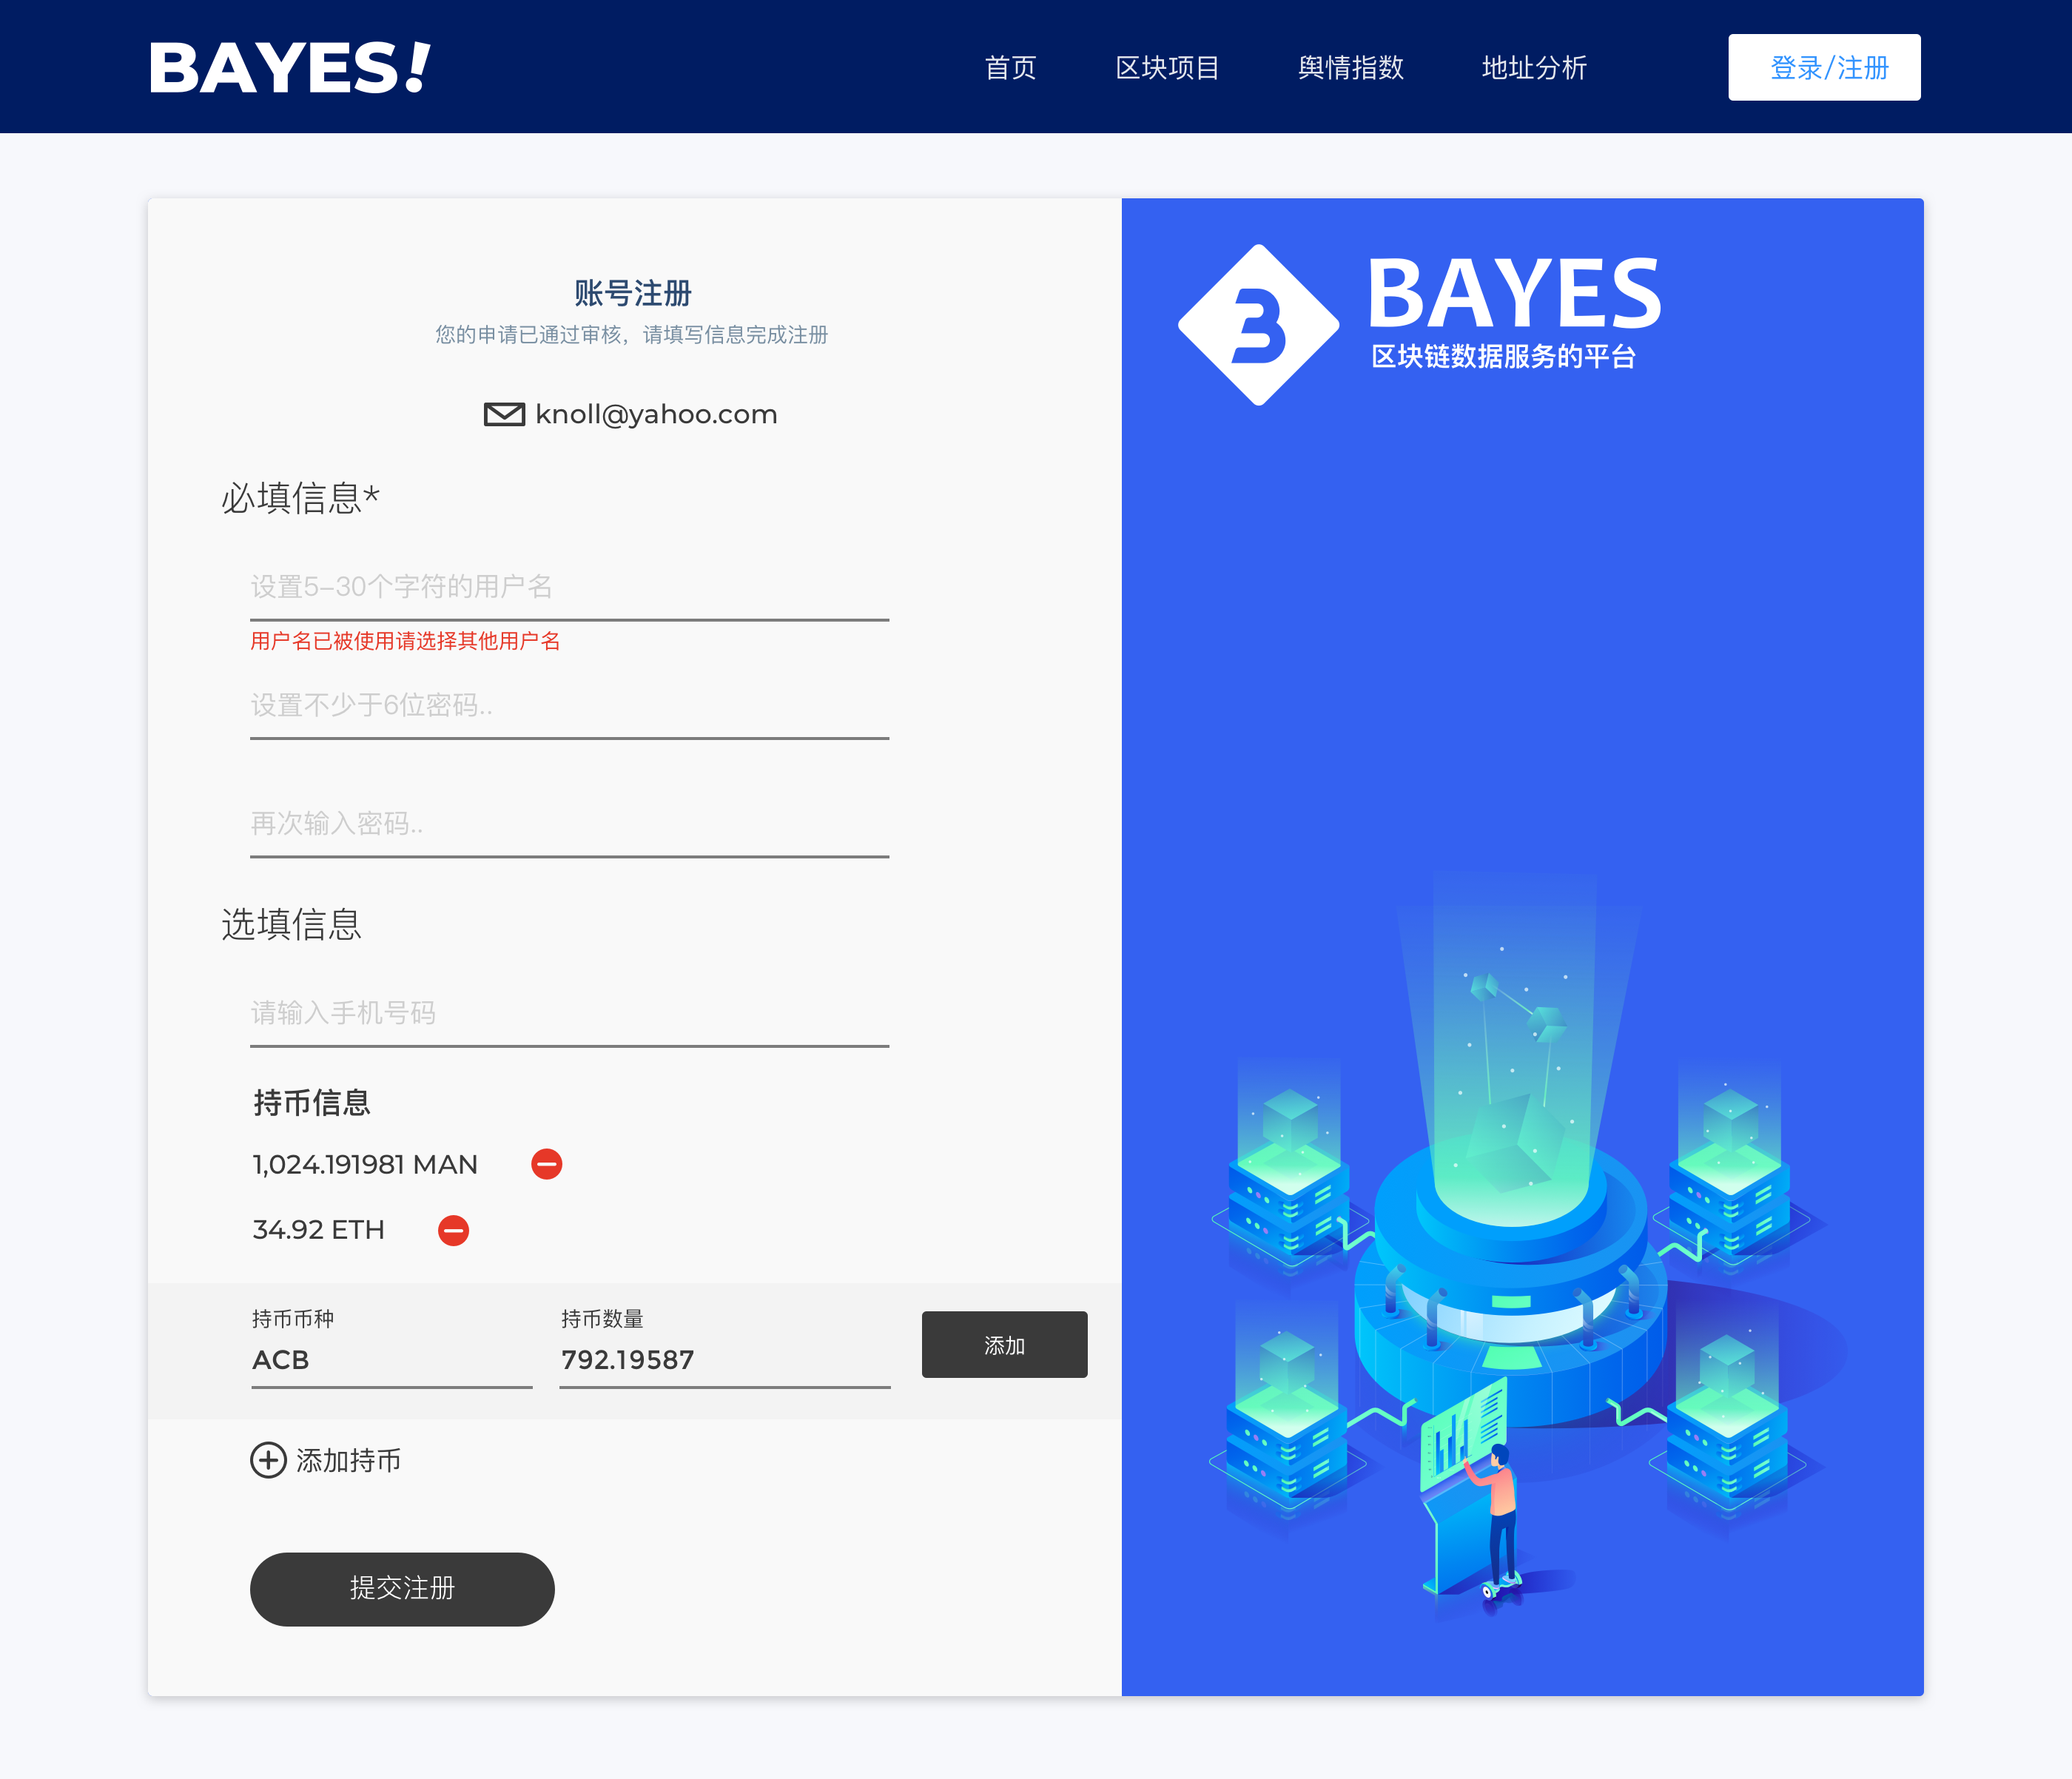 BAYES!
首页 区块项目 舆情指数 地址分析 登录/注册
账号注册
您的申请已通过审核，请填写信息完成注册
knoll@yahoo.com
必填信息*
设置5-30个字符的用户名
用户名已被使用请选择其他用户名
设置不少于6位密码..
再次输入密码..
选填信息
请输入手机号码
持币信息
1,024.191981 MAN
34.92 ETH
持币币种 持币数量
ACB 792.19587
添加
添加持币
提交注册
BAYES
区块链数据服务的平台